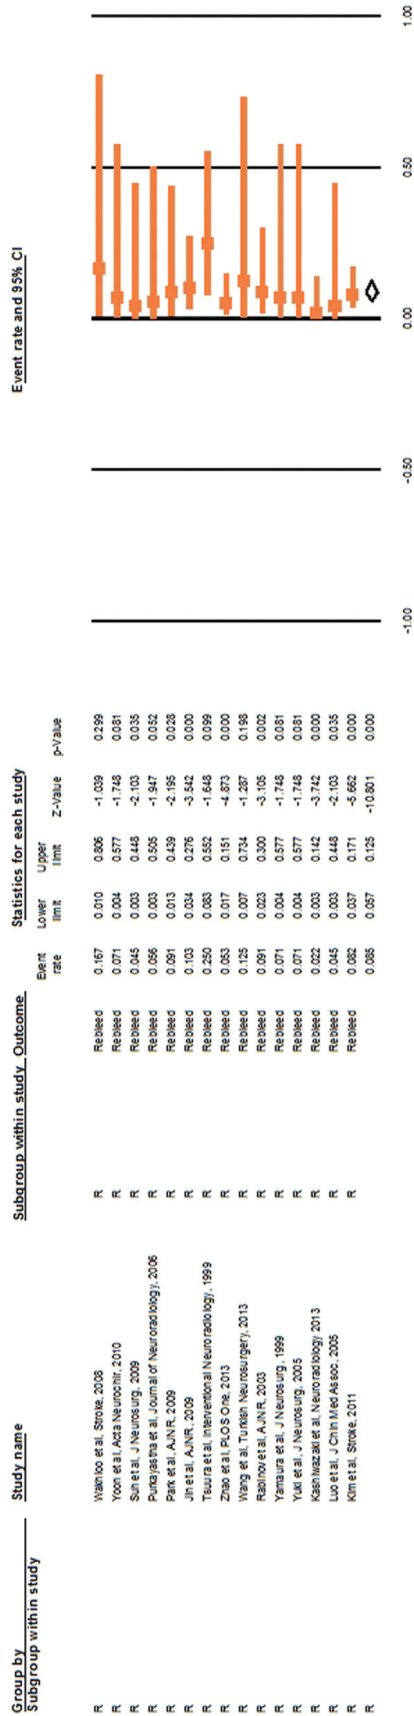 Group by
Subgroup within study
Study name
Subgroup within study Outcome
Statistics for each study
Event rate and 95% CI
Event rate
Lower limit
Upper limit
Z-Value
p-Value
R Wakhloo et al, Stroke, 2008 R Rebleed 0.167 0.010 0.806 -1.039 0.299
R Yoon et al, Acta Neurochir, 2010 R Rebleed 0.071 0.004 0.577 -1.748 0.081
R Suh et al, J Neurosurg, 2009 R Rebleed 0.045 0.003 0.448 -2.103 0.035
R Purkayastha et al, Journal of Neuroradiology, 2006 R Rebleed 0.056 0.003 0.505 -1.947 0.052
R Park et al, AJNR, 2009 R Rebleed 0.091 0.013 0.439 -2.195 0.028
R Jin et al, AJNR, 2009 R Rebleed 0.103 0.034 0.276 -3.542 0.000
R Tsuura et al, Interventional Neuroradiology, 1999 R Rebleed 0.250 0.083 0.552 -1.648 0.099
R Zhao et al, PLOS One, 2013 R Rebleed 0.053 0.017 0.151 -4.873 0.000
R Wang et al, Turkish Neurosurgery, 2013 R Rebleed 0.125 0.007 0.734 -1.287 0.198
R Rabinov et al, AJNR, 2003 R Rebleed 0.091 0.023 0.300 -3.105 0.002
R Yamaura et al, J Neurosurg, 1999 R Rebleed 0.071 0.004 0.577 -1.748 0.081
R Yuki et al, J Neurosurg, 2005 R Rebleed 0.071 0.004 0.577 -1.748 0.081
R Kashiwazaki et al, Neuroradiology 2013 R Rebleed 0.022 0.003 0.142 -3.742 0.000
R Luo et al, J Chin Med Assoc, 2005 R Rebleed 0.045 0.003 0.448 -2.103 0.035
R Kim et al, Stroke, 2011 R Rebleed 0.082 0.037 0.171 -5.662 0.000
R 0.085 0.057 0.125 -10.801 0.000
-1.00 -0.50 0.00 0.50 1.00